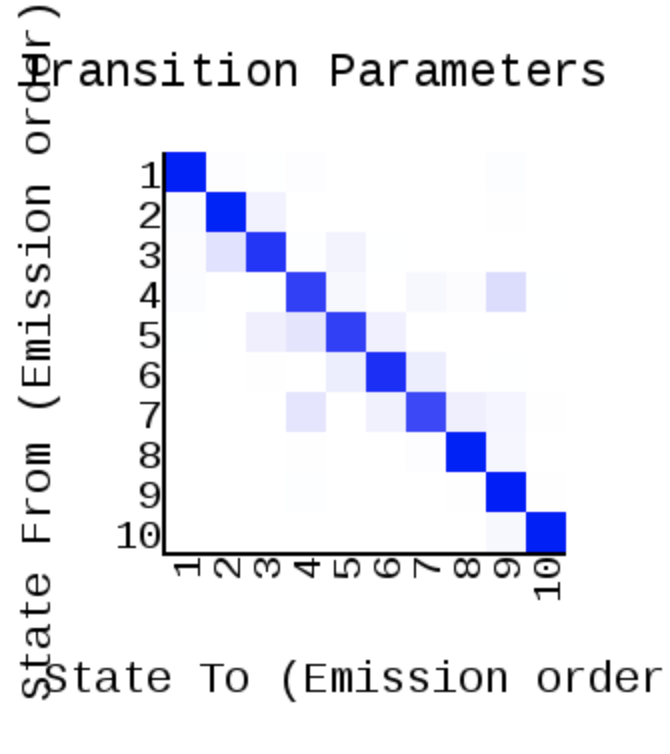 Transition Parameters
State From (Emission order)
1
2
3
4
5
6
7
8
9
10
1 2 3 4 5 6 7 8 9 10
State To (Emission order